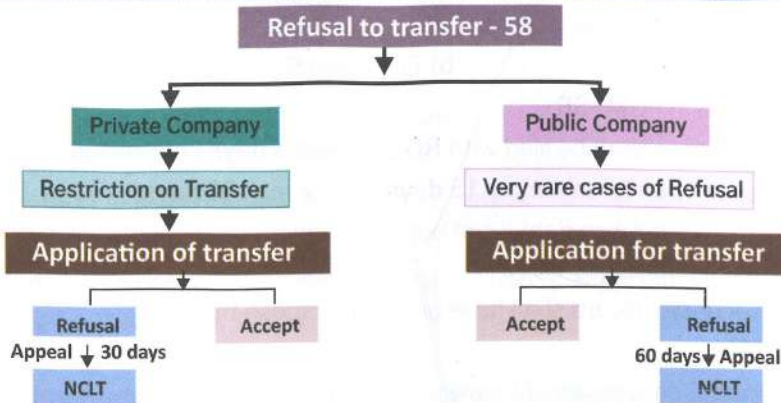 Refusal to transfer - 58
Private Company
Public Company
Restriction on Transfer
Very rare cases of Refusal
Application of transfer
Application for transfer
Refusal
Accept
Accept
Refusal
Appeal 30 days
60 days Appeal
NCLT
NCLT